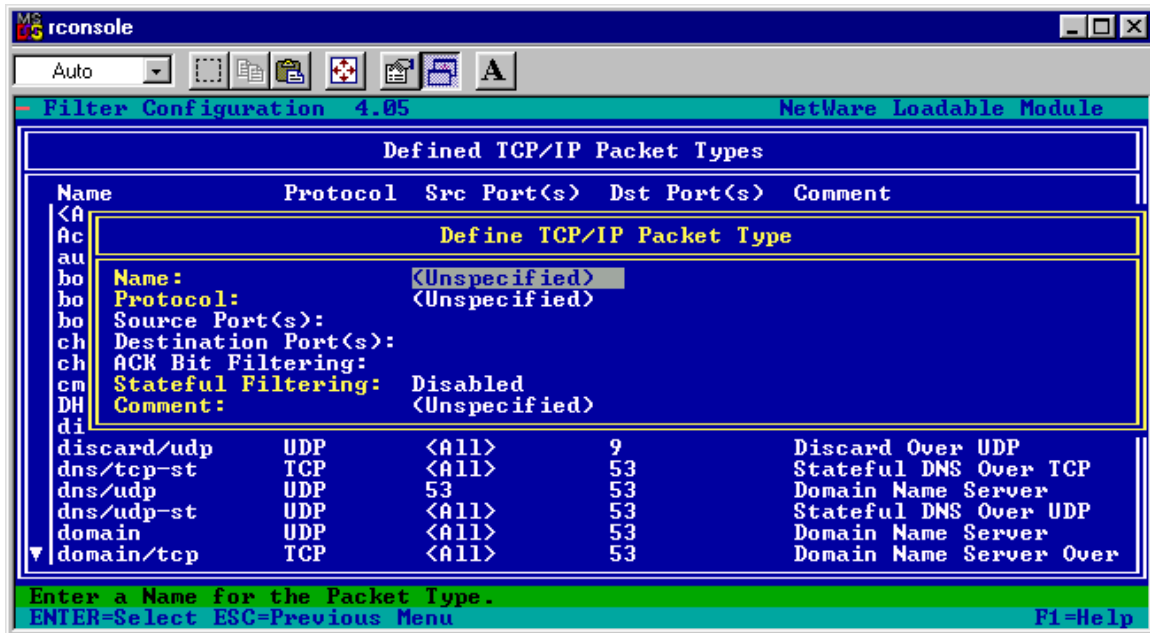 rconsole
Auto
A
Filter Configuration 4.05 NetWare Loadable Module
Defined TCP/IP Packet Types
Name Protocol Src Port(s) Dst Port(s) Comment
<A
Ac
Define TCP/IP Packet Type
au
bo Name: <Unspecified>
bo Protocol: <Unspecified>
bo Source Port(s):
ch Destination Port(s):
ch ACK Bit Filtering:
cm Stateful Filtering: Disabled
DH Comment: <Unspecified>
di
discard/udp UDP <All> 9 Discard Over UDP
dns/tcp-st TCP <All> 53 Stateful DNS Over TCP
dns/udp UDP 53 53 Domain Name Server
dns/udp-st UDP <All> 53 Stateful DNS Over UDP
domain UDP <All> 53 Domain Name Server
domain/tcp TCP <All> 53 Domain Name Server Over
Enter a Name for the Packet Type.
ENTER=Select ESC=Previous Menu F1=Help